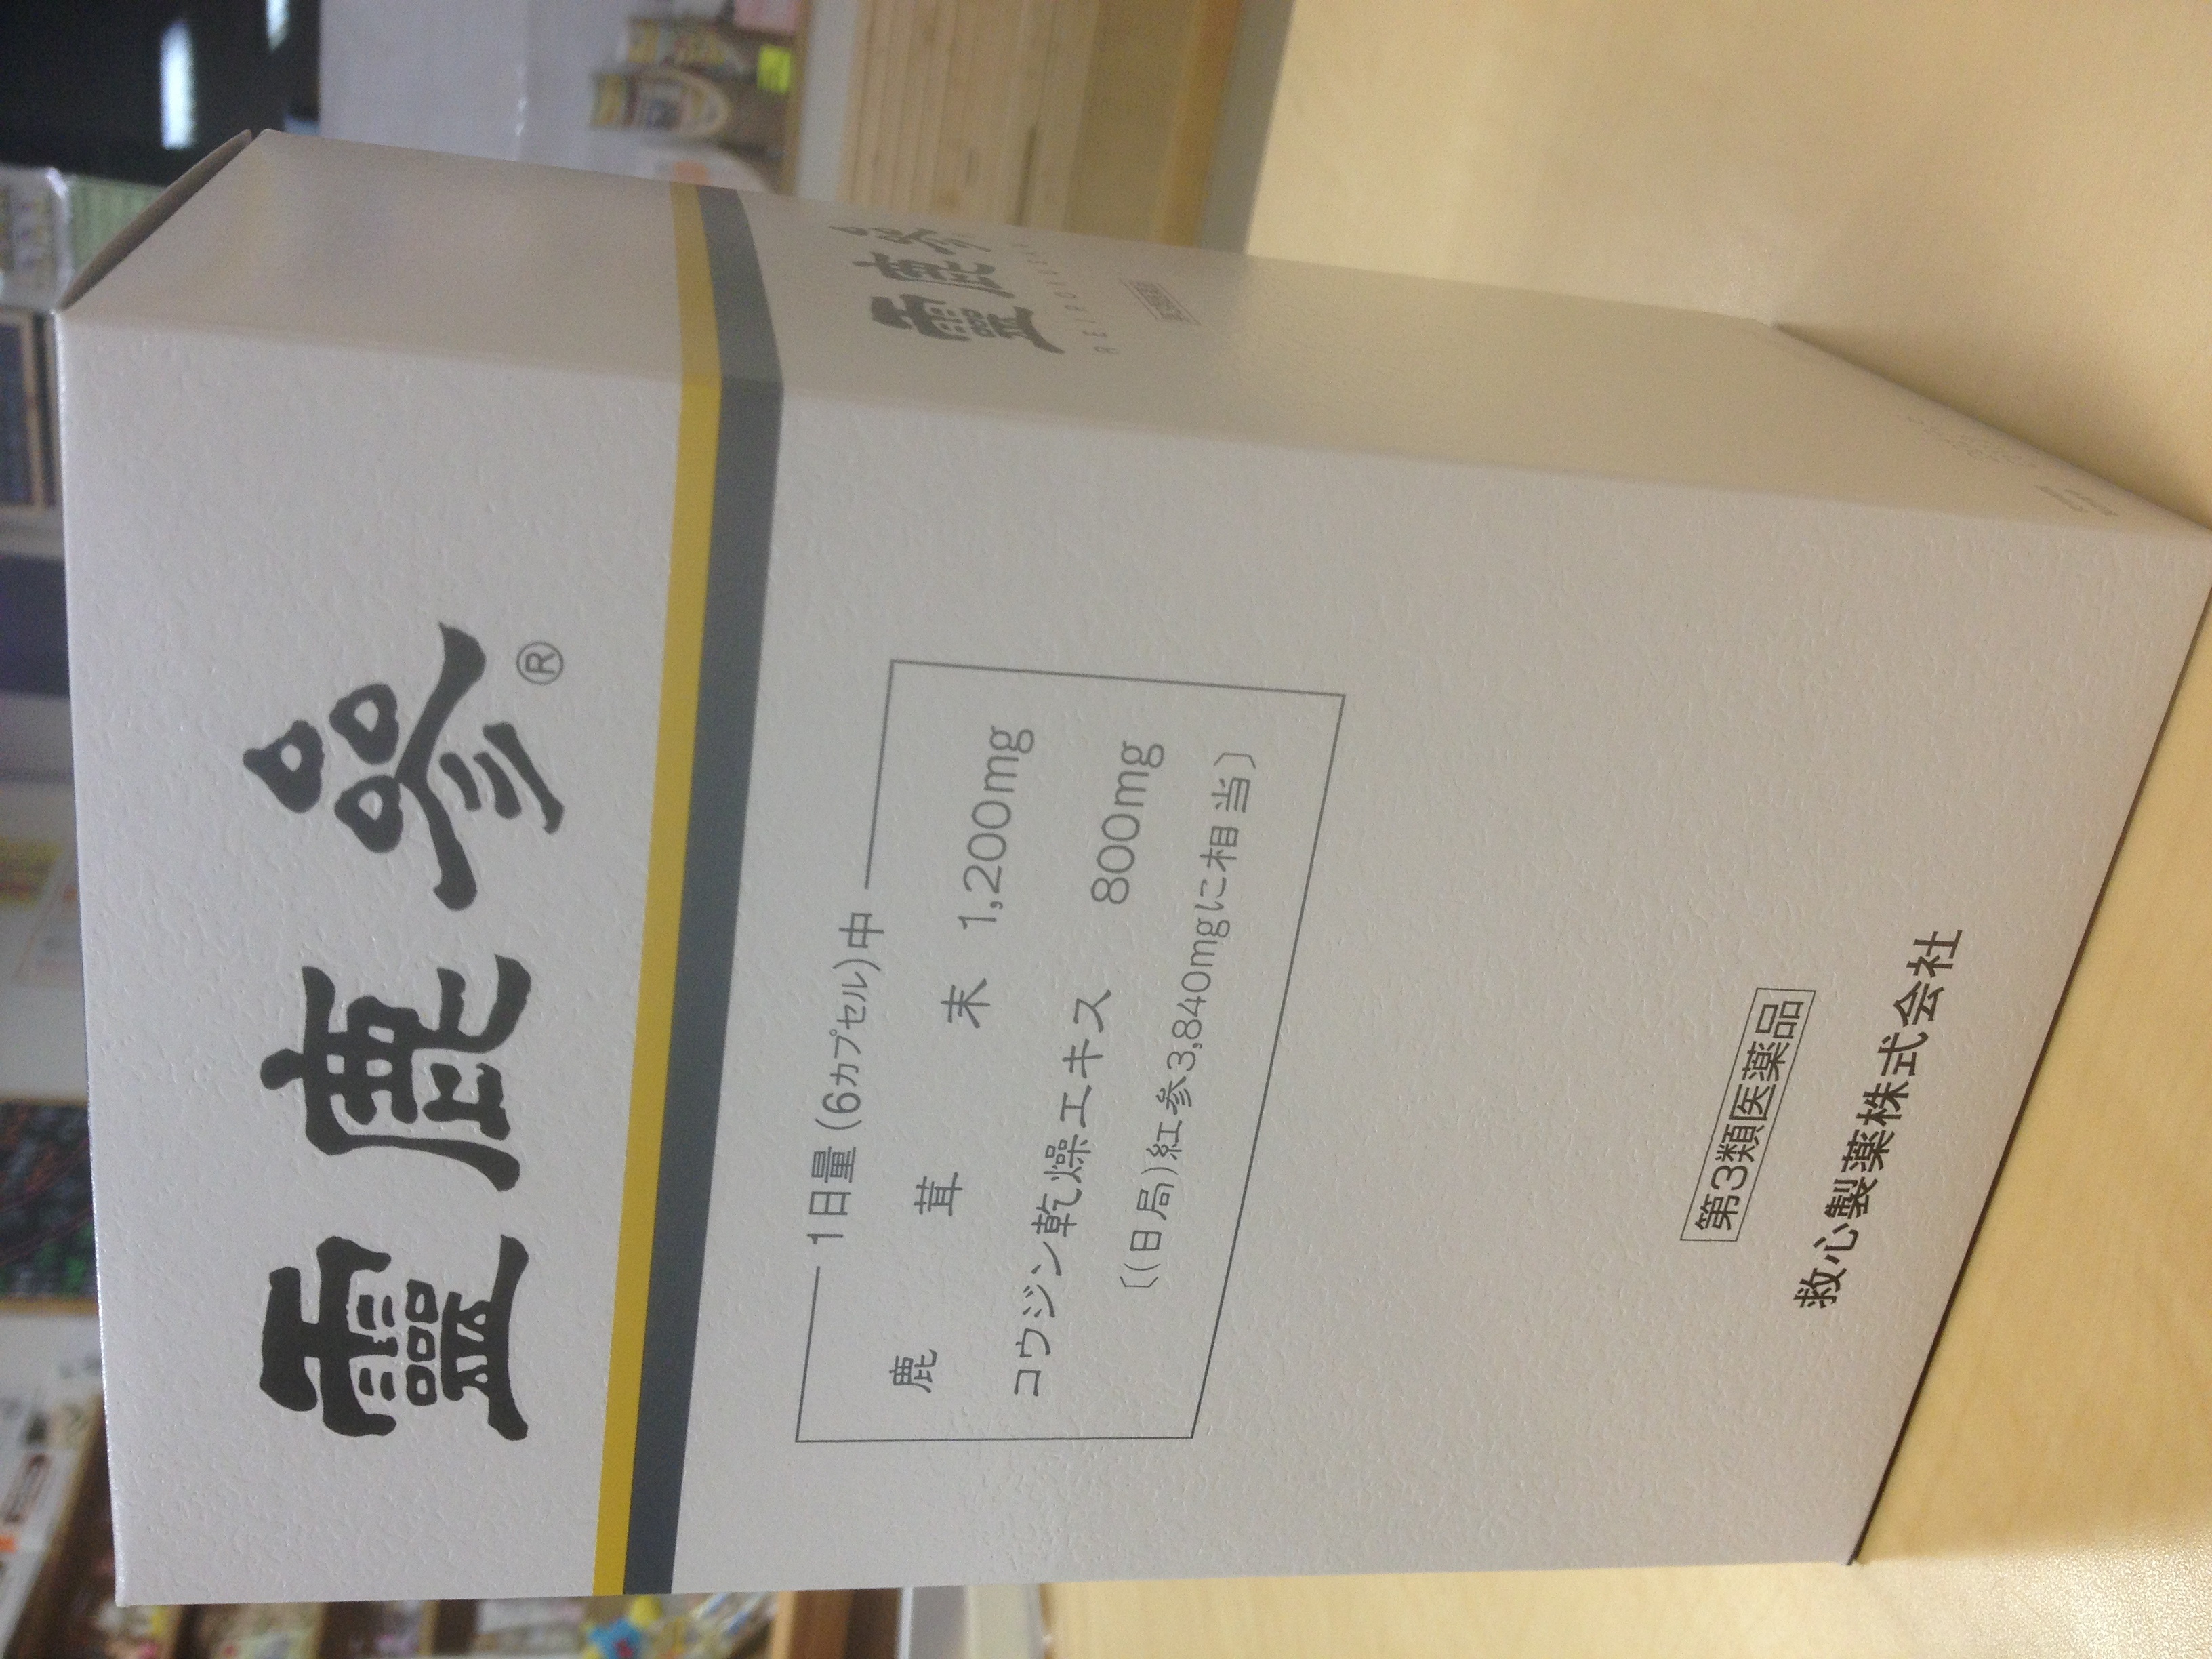 靈鹿參®
1日量(6カプセル)中
鹿茸末 1,200mg
コウジン乾燥エキス 800mg
〔(日局)紅参3,840mgに相当〕
第3類医薬品
救心製薬株式会社
靈鹿參